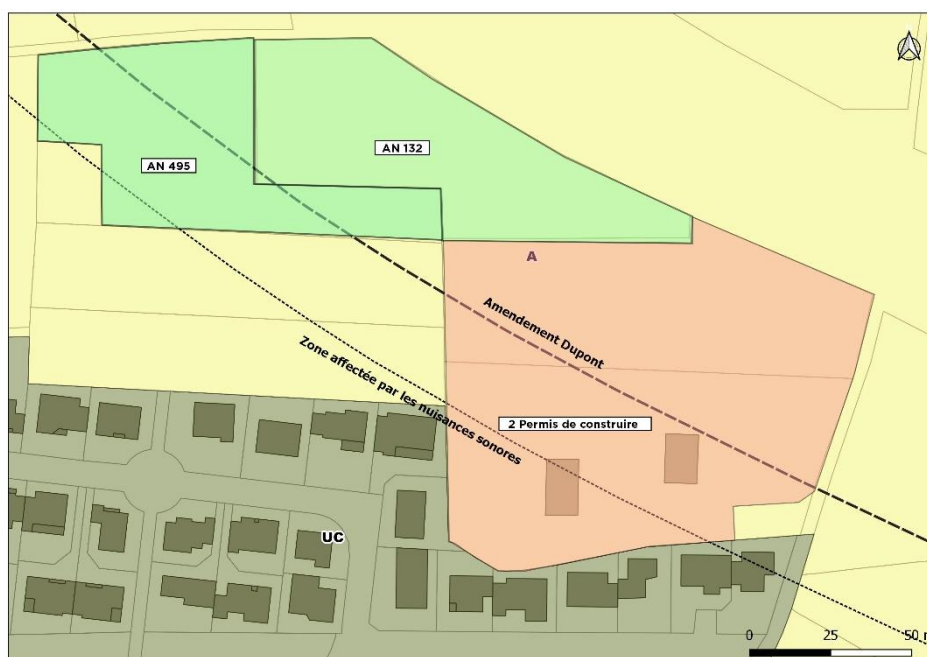 AN 132
AN 495
A
Amendement Dupont
Zone affectée par les nuisances sonores
2 Permis de construire
UC
0 25 50 m